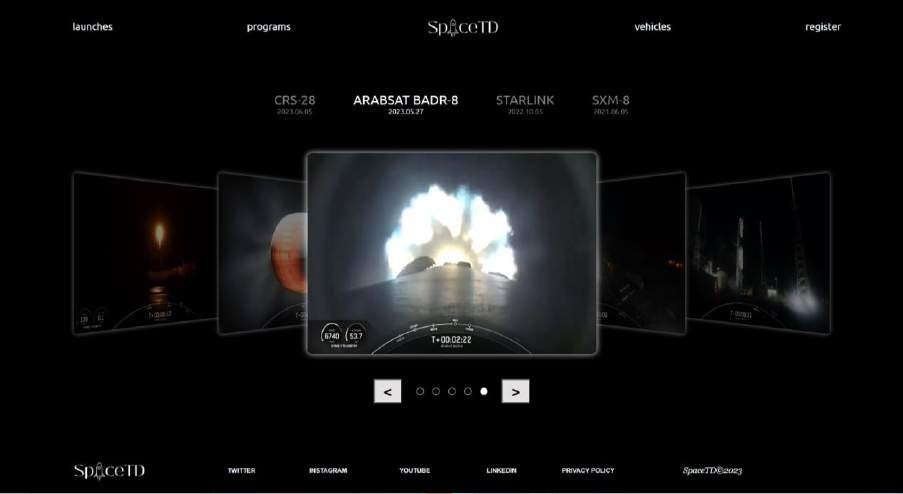 launches
programs
SpaceTD
vehicles
register
CRS-28
2023.06.05
ARABSAT BADR-8
2023.05.27
STARLINK
2022.10.05
SXM-8
2021.06.05
6740
53.7
T+00:02:22
<
>
SpaceTD
TWITTER
INSTAGRAM
YOUTUBE
LINKEDIN
PRIVACY POLICY
SpaceTD©2023